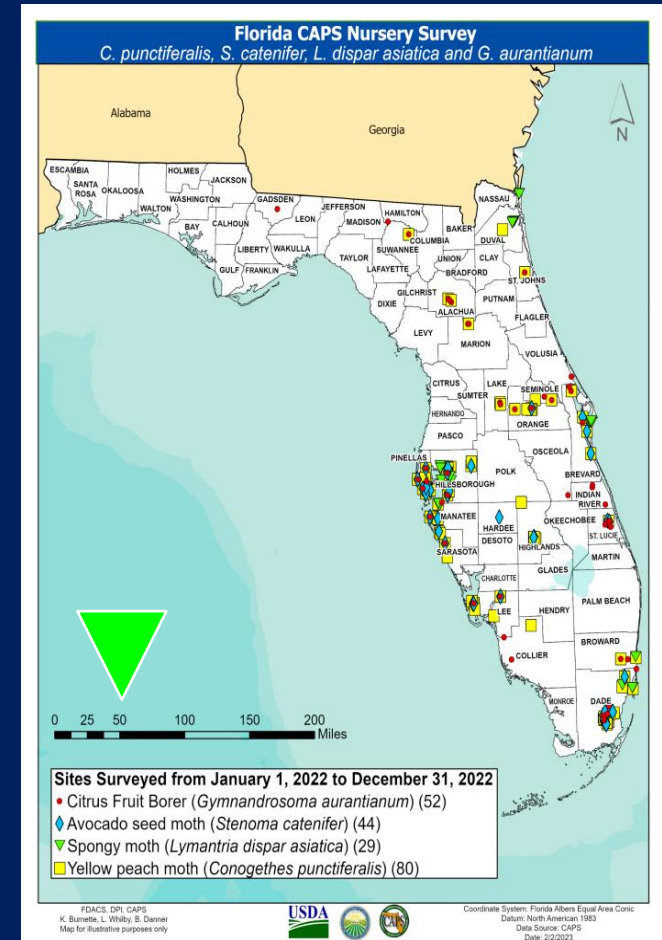 Florida CAPS Nursery Survey
C. punctiferalis, S. catenifer, L. dispar asiatica and G. aurantianum
Alabama
Georgia
N
ESCAMBIA
SANTA ROSA
OKALOOSA
WALTON
HOLMES
WASHINGTON
JACKSON
BAY
CALHOUN
GULF
LIBERTY
FRANKLIN
GADSDEN
LEON
WAKULLA
JEFFERSON
MADISON
HAMILTON
TAYLOR
SUWANNEE
LAFAYETTE
COLUMBIA
BAKER
NASSAU
DUVAL
UNION
CLAY
BRADFORD
ST. JOHNS
GILCHRIST
DIXIE
ALACHUA
PUTNAM
FLAGLER
LEVY
MARION
VOLUSIA
CITRUS
SUMTER
LAKE
SEMINOLE
HERNANDO
ORANGE
PASCO
OSCEOLA
PINELLAS
HILLSBOROUGH
POLK
BREVARD
INDIAN RIVER
MANATEE
HARDEE
OKEECHOBEE
ST. LUCIE
SARASOTA
DESOTO
HIGHLANDS
MARTIN
CHARLOTTE
GLADES
LEE
HENDRY
PALM BEACH
COLLIER
BROWARD
MONROE
DADE
0 25 50 100 150 200
Miles
Sites Surveyed from January 1, 2022 to December 31, 2022
Citrus Fruit Borer (Gymnandrosoma aurantianum) (52)
Avocado seed moth (Stenoma catenifer) (44)
Spongy moth (Lymantria dispar asiatica) (29)
Yellow peach moth (Conogethes punctiferalis) (80)
FDACS, DPI, CAPS
K. Burnette, L. Whilby, B. Danner
Map for illustrative purposes only
USDA
CAPS
Coordinate System: Florida Albers Equal Area Conic
Datum: North American 1983
Data Source: CAPS
Date: 2/2/2023